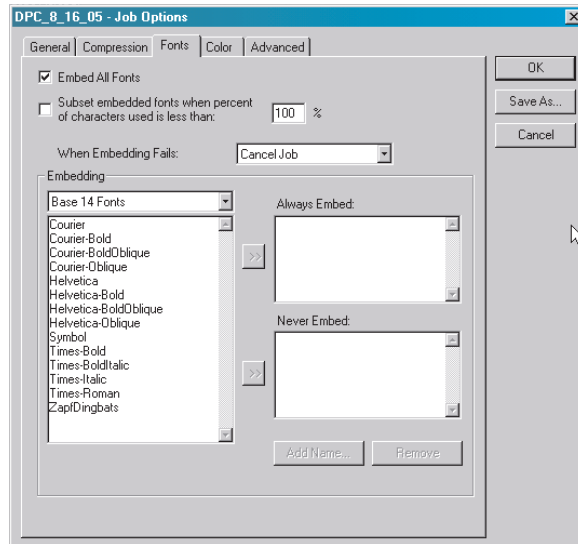 DPC_8_16_05 - Job Options
General Compression Fonts Color Advanced
OK
Save As...
Cancel
Embed All Fonts
Subset embedded fonts when percent
of characters used is less than: 100 %
When Embedding Fails: Cancel Job
Embedding
Base 14 Fonts
Courier
Courier-Bold
Courier-BoldOblique
Courier-Oblique
Helvetica
Helvetica-Bold
Helvetica-BoldOblique
Helvetica-Oblique
Symbol
Times-Bold
Times-BoldItalic
Times-Italic
Times-Roman
ZapfDingbats
>>
>>
Always Embed:
Never Embed:
Add Name... Remove